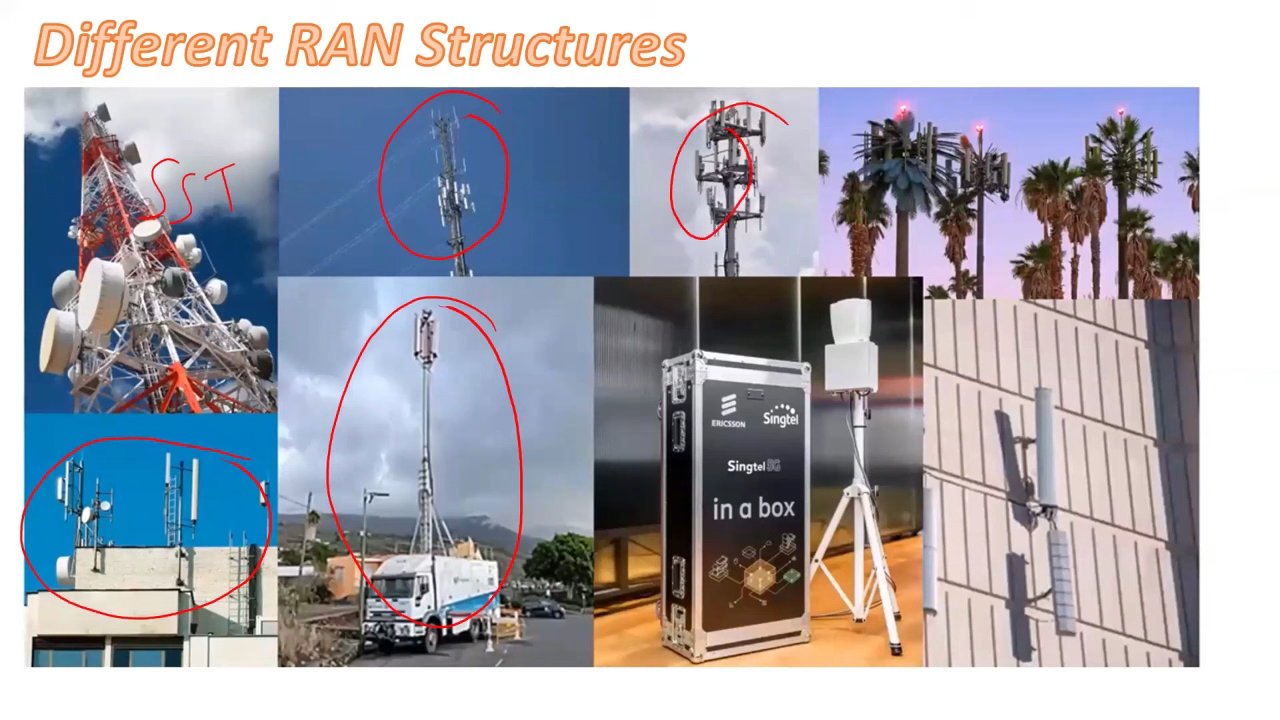 Different RAN Structures
SST
ERICSSON
Singtel
Singtel 5G
in a box